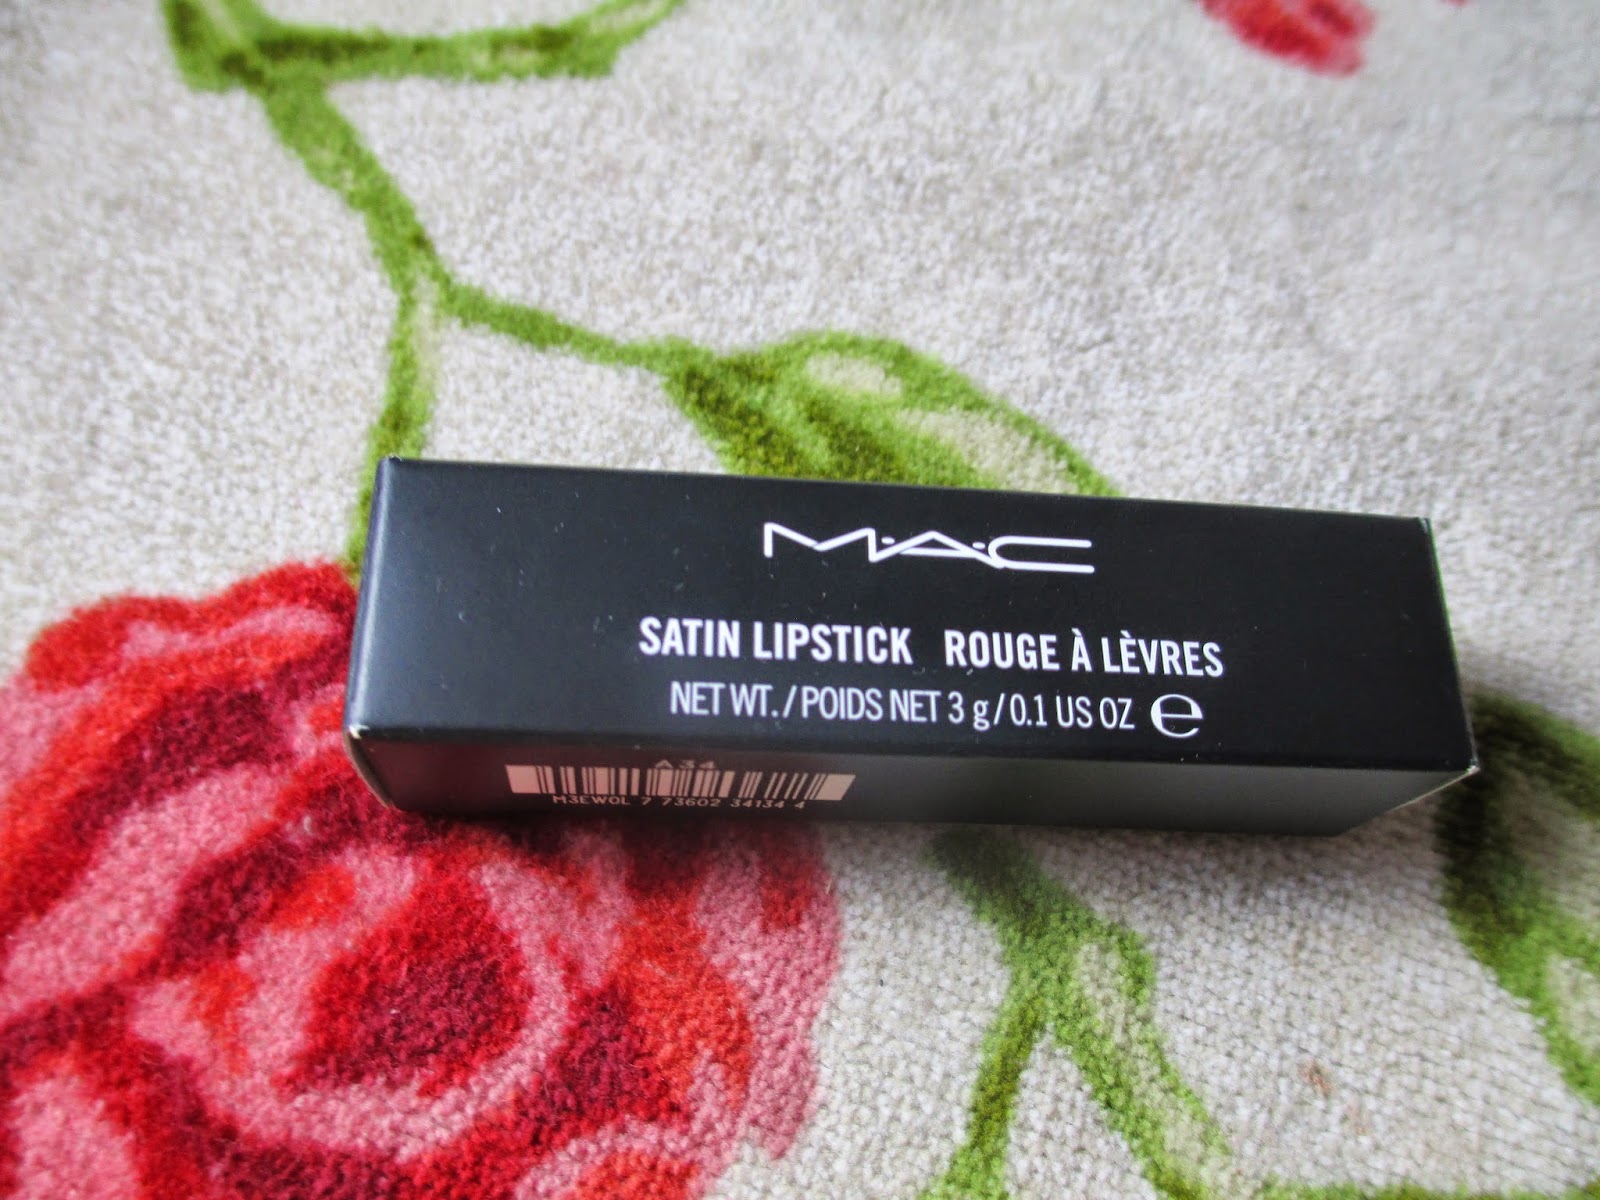 M·A·C
SATIN LIPSTICK ROUGE À LÈVRES
NET WT. / POIDS NET 3 g / 0.1 US OZ ℮
A34
M3EWOL 7 73602 34134 4